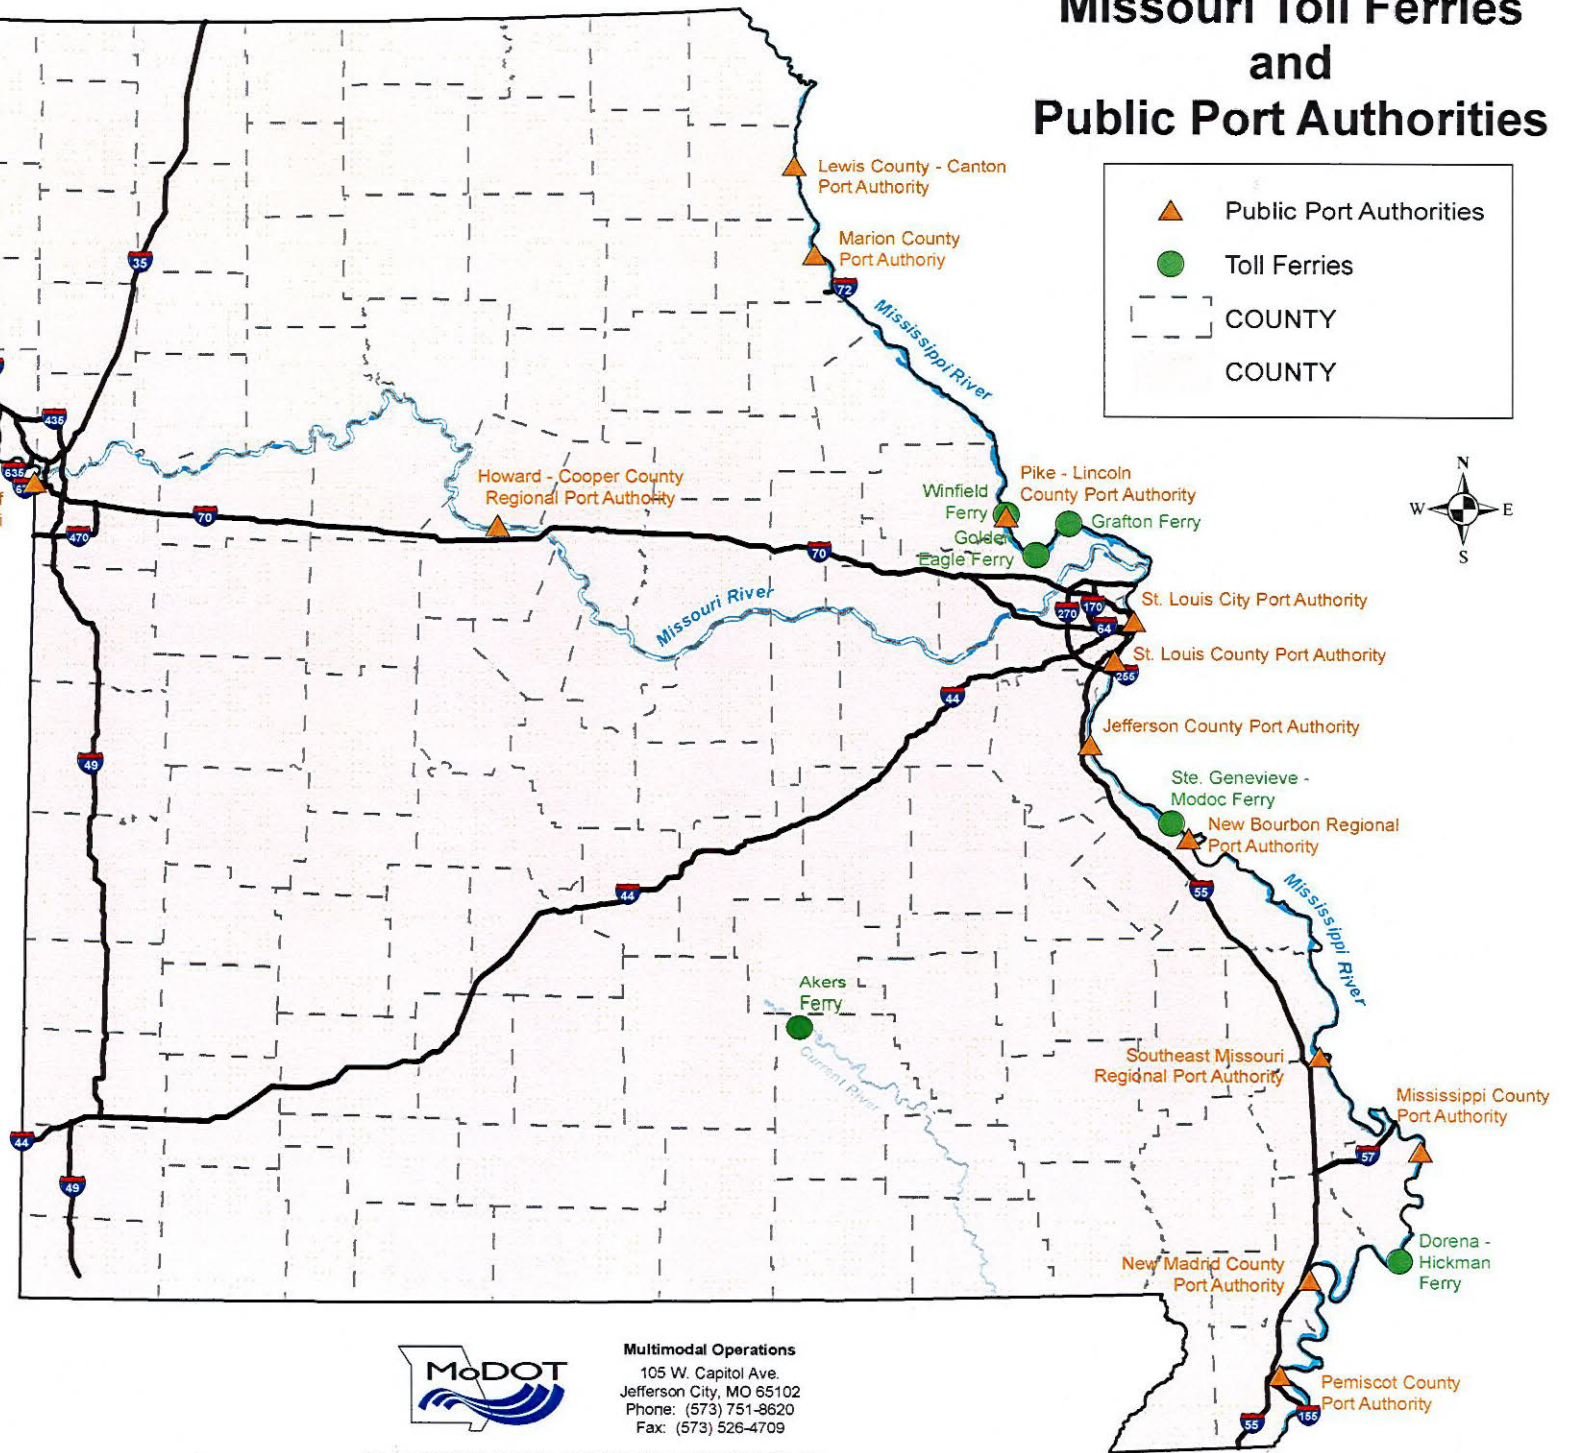 Missouri Toll Ferries
and
Public Port Authorities
Public Port Authorities
Toll Ferries
COUNTY
COUNTY
N
W
E
S
Lewis County - Canton
Port Authority
Marion County
Port Authoriy
72
35
Mississippi River
435
635
Howard - Cooper County
Regional Port Authority
Pike - Lincoln
County Port Authority
Winfield
Ferry
Grafton Ferry
Golde
Eagle Ferry
70
470
70
Missouri River
St. Louis City Port Authority
270
170
64
St. Louis County Port Authority
255
44
Jefferson County Port Authority
49
Ste. Genevieve -
Modoc Ferry
New Bourbon Regional
Port Authority
44
55
Mississippi River
Akers
Ferry
Current River
Southeast Missouri
Regional Port Authority
Mississippi County
Port Authority
44
57
49
Dorena -
Hickman
Ferry
New Madrid County
Port Authority
Pemiscot County
Port Authority
55
155
MoDOT
Multimodal Operations
105 W. Capitol Ave.
Jefferson City, MO 65102
Phone: (573) 751-8620
Fax: (573) 526-4709